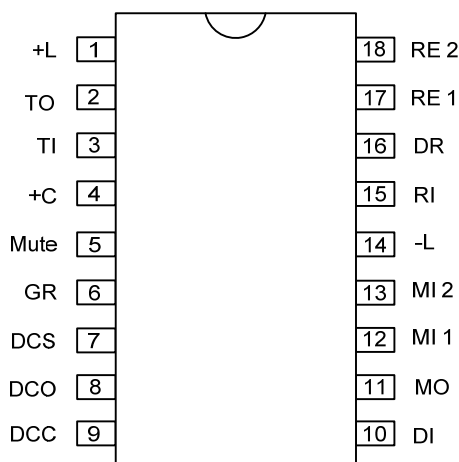 +L 1 18 RE 2
TO 2 17 RE 1
TI 3 16 DR
+C 4 15 RI
Mute 5 14 -L
GR 6 13 MI 2
DCS 7 12 MI 1
DCO 8 11 MO
DCC 9 10 DI